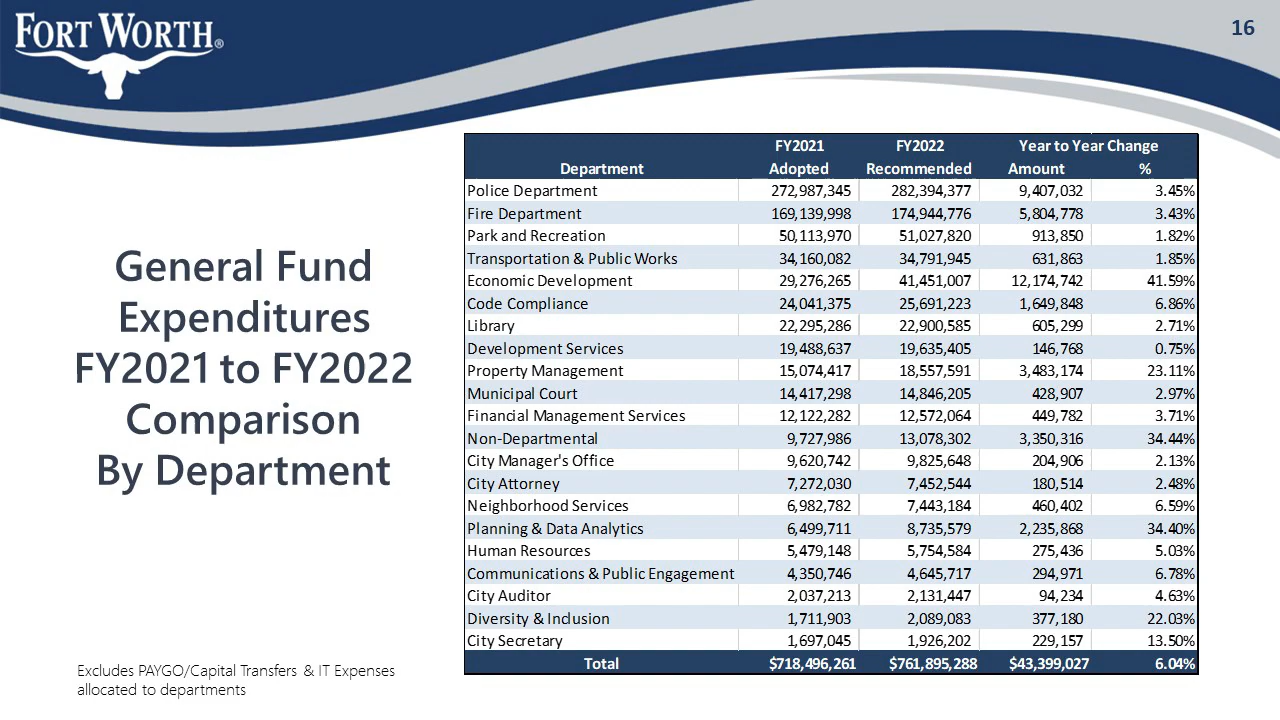 FORT WORTH®
16
General Fund
Expenditures
FY2021 to FY2022
Comparison
By Department
FY2021 FY2022 Year to Year Change
Department Adopted Recommended Amount %
Police Department 272,987,345 282,394,377 9,407,032 3.45%
Fire Department 169,139,998 174,944,776 5,804,778 3.43%
Park and Recreation 50,113,970 51,027,820 913,850 1.82%
Transportation & Public Works 34,160,082 34,791,945 631,863 1.85%
Economic Development 29,276,265 41,451,007 12,174,742 41.59%
Code Compliance 24,041,375 25,691,223 1,649,848 6.86%
Library 22,295,286 22,900,585 605,299 2.71%
Development Services 19,488,637 19,635,405 146,768 0.75%
Property Management 15,074,417 18,557,591 3,483,174 23.11%
Municipal Court 14,417,298 14,846,205 428,907 2.97%
Financial Management Services 12,122,282 12,572,064 449,782 3.71%
Non-Departmental 9,727,986 13,078,302 3,350,316 34.44%
City Manager's Office 9,620,742 9,825,648 204,906 2.13%
City Attorney 7,272,030 7,452,544 180,514 2.48%
Neighborhood Services 6,982,782 7,443,184 460,402 6.59%
Planning & Data Analytics 6,499,711 8,735,579 2,235,868 34.40%
Human Resources 5,479,148 5,754,584 275,436 5.03%
Communications & Public Engagement 4,350,746 4,645,717 294,971 6.78%
City Auditor 2,037,213 2,131,447 94,234 4.63%
Diversity & Inclusion 1,711,903 2,089,083 377,180 22.03%
City Secretary 1,697,045 1,926,202 229,157 13.50%
Total $718,496,261 $761,895,288 $43,399,027 6.04%
Excludes PAYGO/Capital Transfers & IT Expenses
allocated to departments